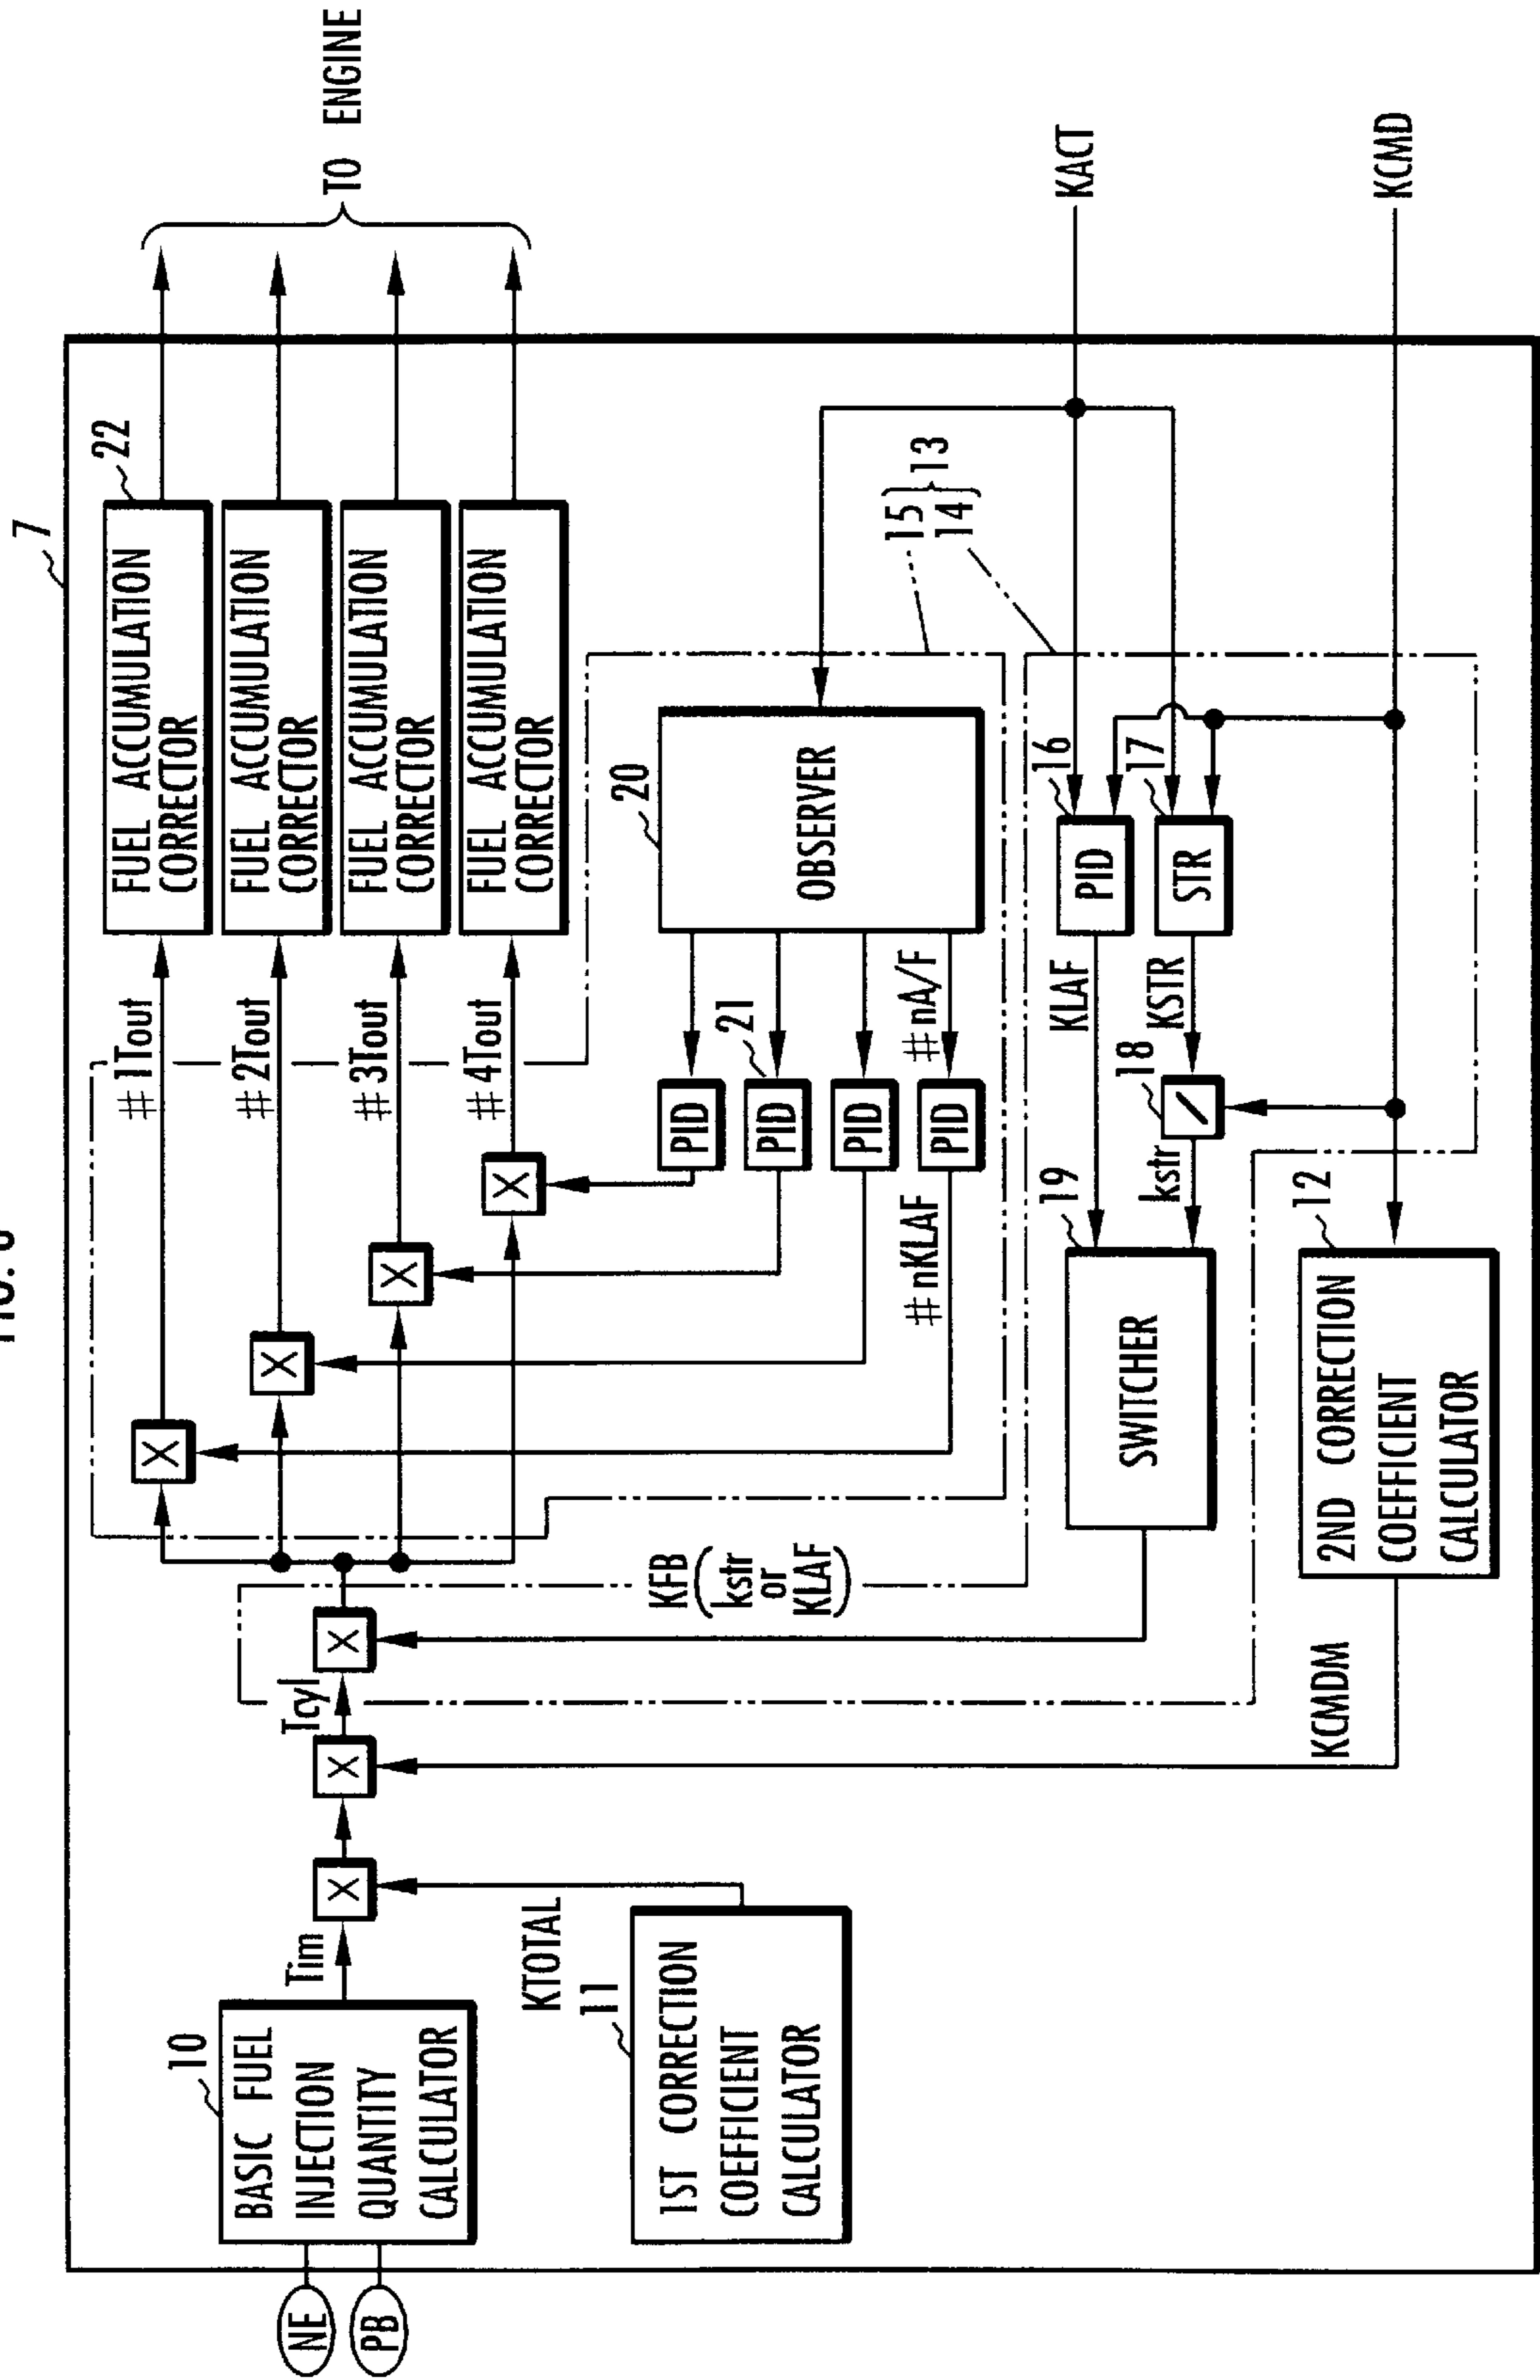 7
NE
PB
10
BASIC FUEL
INJECTION
QUANTITY
CALCULATOR
Tim
KTOTAL
11
1ST CORRECTION
COEFFICIENT
CALCULATOR
X
X
Tcyl
X
X
X
X
X
#1Tout
#2Tout
#3Tout
#4Tout
22
FUEL ACCUMULATION
CORRECTOR
FUEL ACCUMULATION
CORRECTOR
FUEL ACCUMULATION
CORRECTOR
FUEL ACCUMULATION
CORRECTOR
TO ENGINE
PID
PID
PID
PID
21
#nA/F
#nKLAF
20
OBSERVER
15
14
13
KFB
(kstr
or
KLAF)
19
SWITCHER
KLAF
kstr
18
KSTR
16
PID
17
STR
KACT
KCMD
KCMDM
12
2ND CORRECTION
COEFFICIENT
CALCULATOR